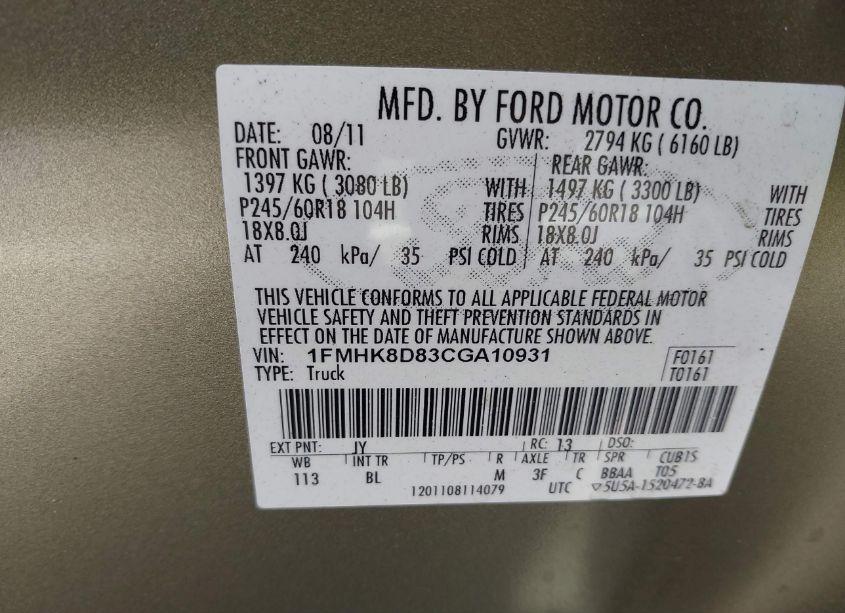 MFD. BY FORD MOTOR CO.
DATE: 08/11 GVWR: 2794 KG ( 6160 LB)
FRONT GAWR: REAR GAWR:
1397 KG ( 3080 LB) WITH 1497 KG ( 3300 LB) WITH
P245/60R18 104H TIRES P245/60R18 104H TIRES
18X8.0J RIMS 18X8.0J RIMS
AT 240 kPa/ 35 PSI COLD AT 240 kPa/ 35 PSI COLD
THIS VEHICLE CONFORMS TO ALL APPLICABLE FEDERAL MOTOR
VEHICLE SAFETY AND THEFT PREVENTION STANDARDS IN
EFFECT ON THE DATE OF MANUFACTURE SHOWN ABOVE.
VIN: 1FMHK8D83CGA10931 F0161
TYPE: Truck T0161
EXT PNT: JY RC: 13 DSO:
WB INT TR TP/PS R AXLE TR SPR CUB1S
113 BL M 3F C BBAA T05
1201108114079 UTC ▽5U5A-1520472-BA